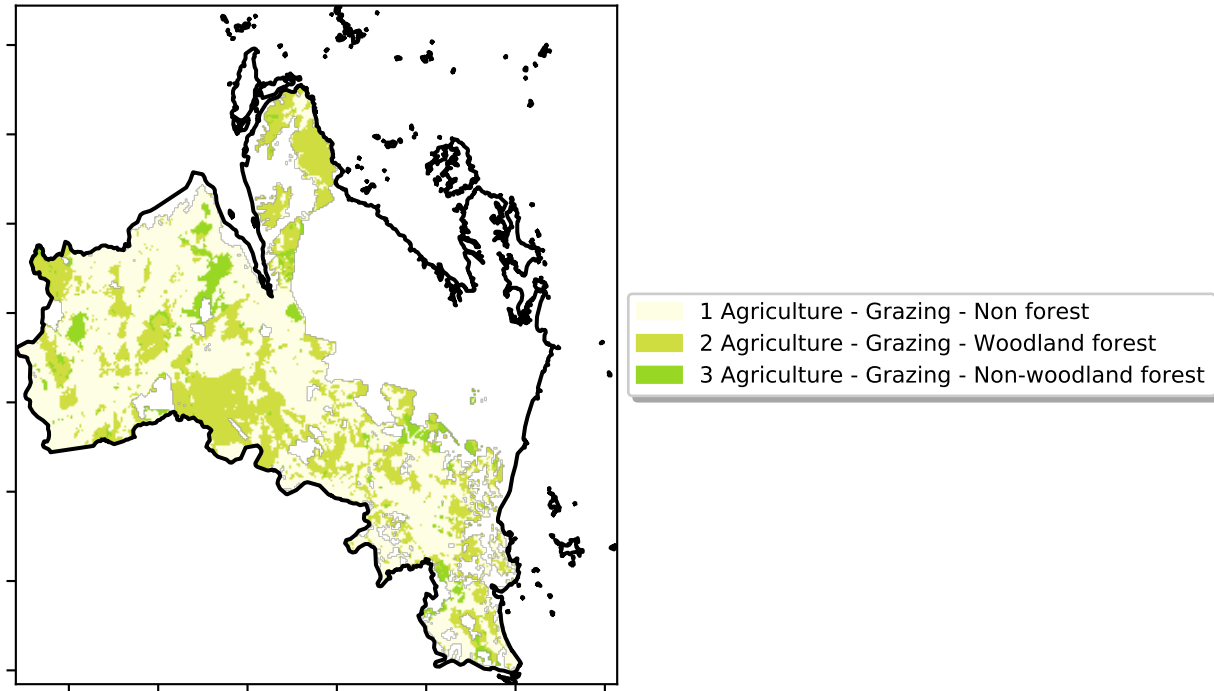 1 Agriculture - Grazing - Non forest
2 Agriculture - Grazing - Woodland forest
3 Agriculture - Grazing - Non-woodland forest